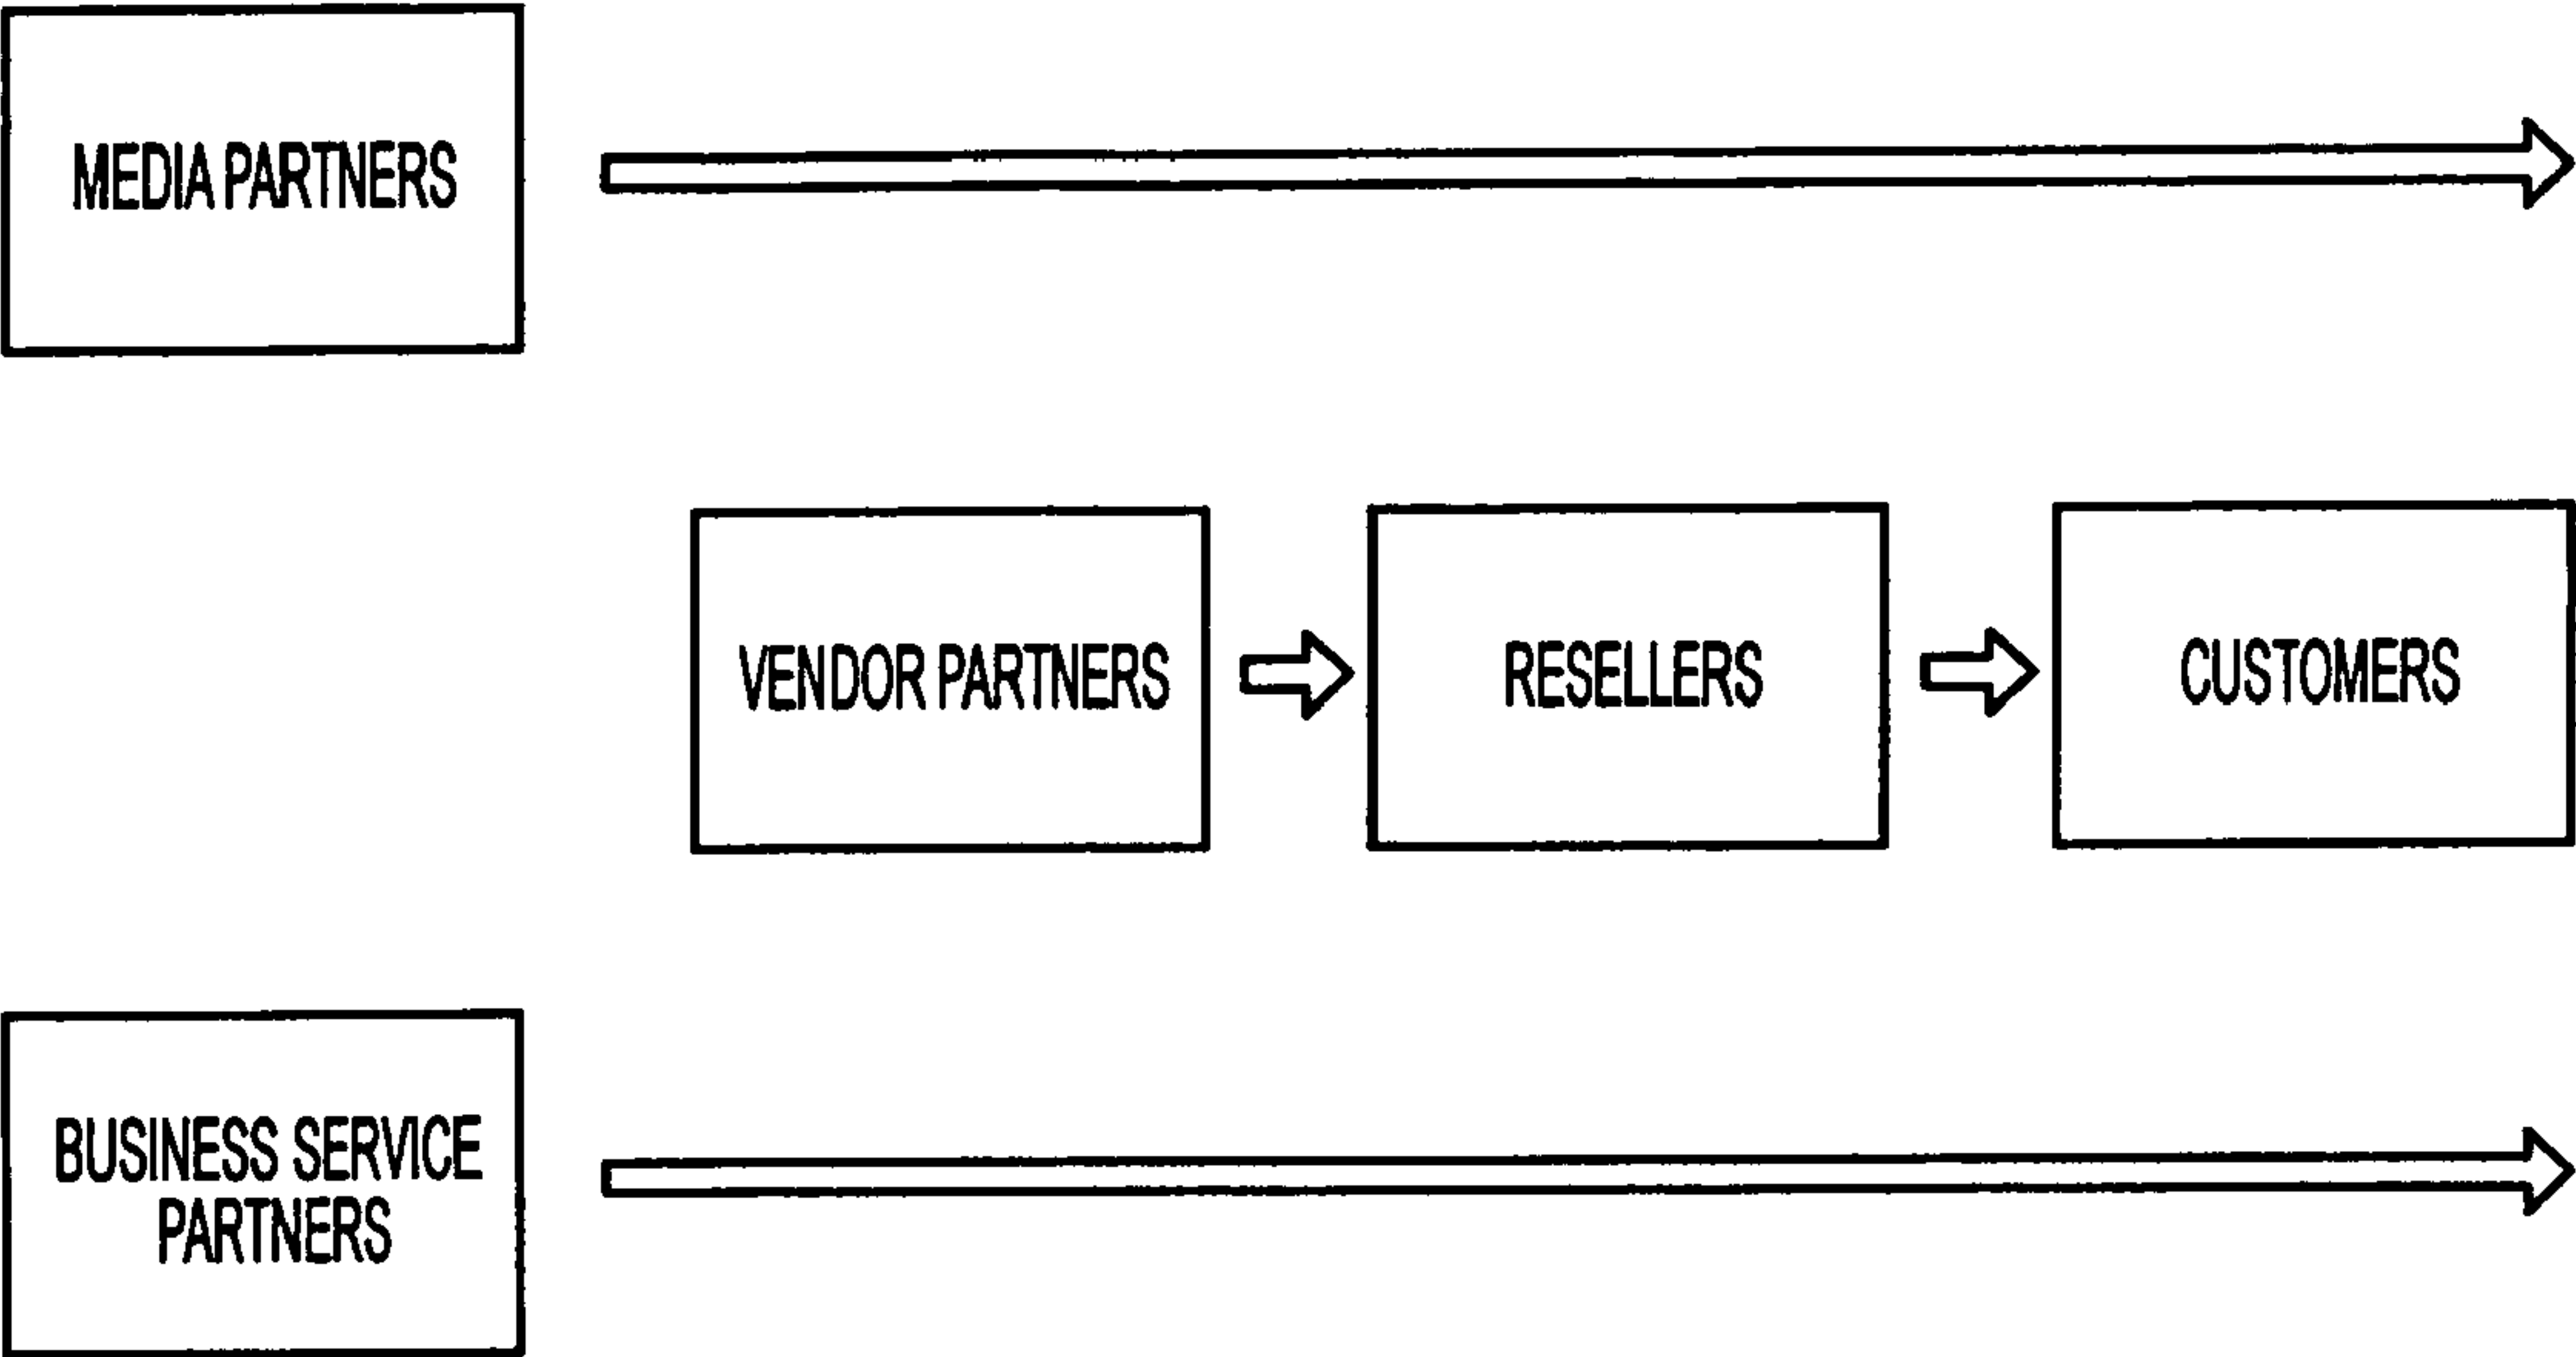 MEDIA PARTNERS
VENDOR PARTNERS
RESELLERS
CUSTOMERS
BUSINESS SERVICE
PARTNERS